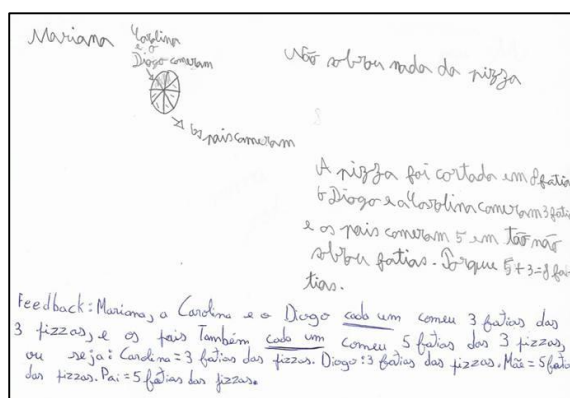 Mariana
Carolina
e o
Diogo comeram
Os pais comeram
Não sobrou nada da pizza
A pizza foi cortada em 8 fatias
o Diogo e a Carolina comeram 3 fatia
e os pais comeram 5 em tão não
sobrou fatias. Porque 5+3=8 fa
tias.
Feedback: Mariana, a Carolina e o Diogo cada um comeu 3 fatias das
3 pizzas, e os pais também cada um comeu 5 fatias das 3 pizzas,
ou seja: Carolina = 3 fatias das pizzas. Diogo: 3 fatias das pizzas. Mãe = 5 fatia
das pizzas. Pai = 5 fatias das pizzas.